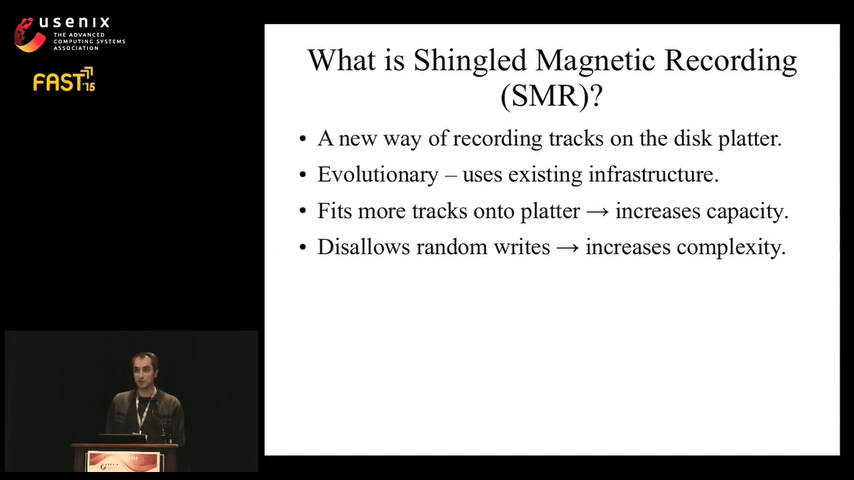 usenix
THE ADVANCED
COMPUTING SYSTEMS
ASSOCIATION
FAST '15
What is Shingled Magnetic Recording
(SMR)?
• A new way of recording tracks on the disk platter.
• Evolutionary – uses existing infrastructure.
• Fits more tracks onto platter → increases capacity.
• Disallows random writes → increases complexity.